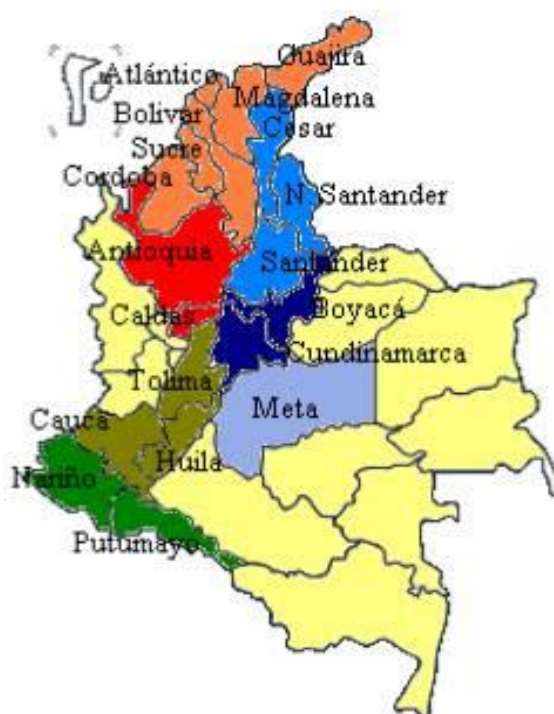 Guajira
Atlántico
Magdalena
Bolivar
Cesar
Sucre
Cordoba
N. Santander
Antioquia
Santander
Boyacá
Caldas
Cundinamarca
Tolima
Meta
Cauca
Huila
Nariño
Putumayo